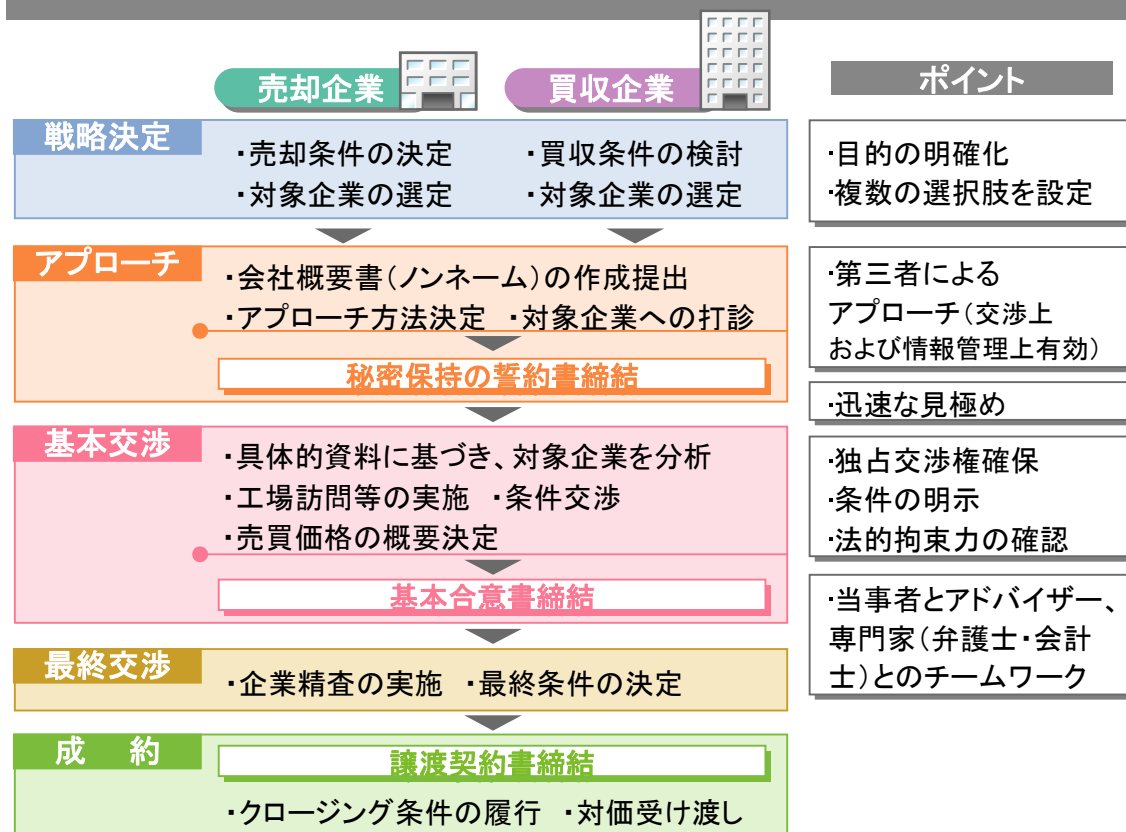 売却企業
買収企業
ポイント
戦略決定
・売却条件の決定
・対象企業の選定
・買収条件の検討
・対象企業の選定
・目的の明確化
・複数の選択肢を設定
アプローチ
・会社概要書（ノンネーム）の作成提出
・アプローチ方法決定 ・対象企業への打診
秘密保持の誓約書締結
・第三者による
アプローチ（交渉上
および情報管理上有効）
・迅速な見極め
基本交渉
・具体的資料に基づき、対象企業を分析
・工場訪問等の実施 ・条件交渉
・売買価格の概要決定
基本合意書締結
・独占交渉権確保
・条件の明示
・法的拘束力の確認
・当事者とアドバイザー、
専門家（弁護士・会計
士）とのチームワーク
最終交渉
・企業精査の実施 ・最終条件の決定
成 約
譲渡契約書締結
・クロージング条件の履行 ・対価受け渡し